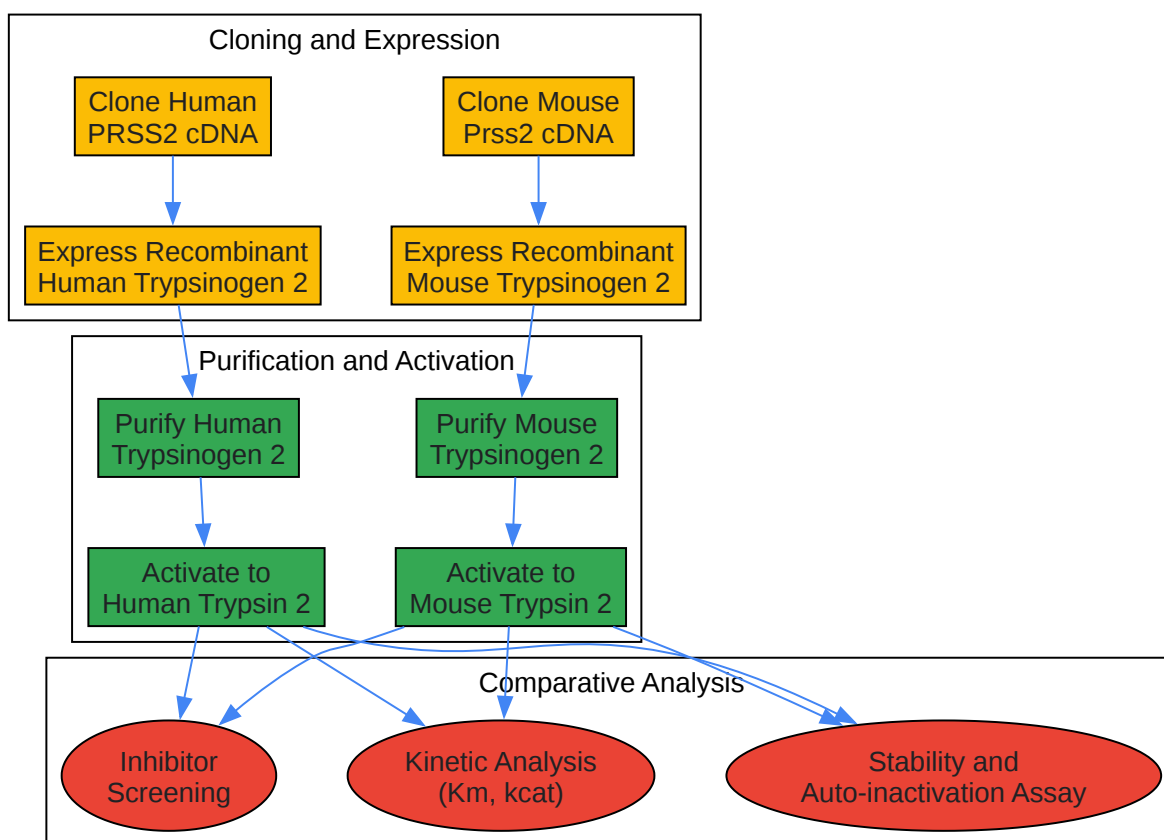 Cloning and Expression
Clone Human
PRSS2 cDNA
Clone Mouse
Prss2 cDNA
Express Recombinant
Human Trypsinogen 2
Express Recombinant
Mouse Trypsinogen 2
Purification and Activation
Purify Human
Trypsinogen 2
Purify Mouse
Trypsinogen 2
Activate to
Human Trypsin 2
Activate to
Mouse Trypsin 2
Comparative Analysis
Inhibitor
Screening
Kinetic Analysis
(Km, kcat)
Stability and
Auto-inactivation Assay